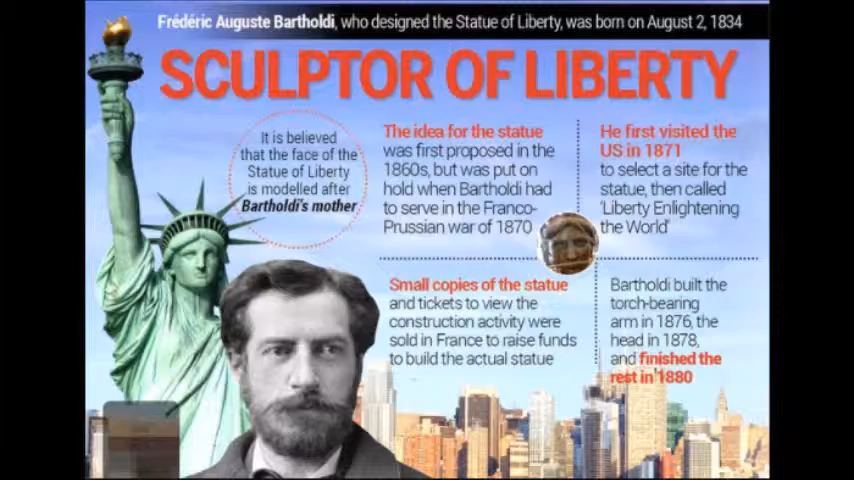 Frédéric Auguste Bartholdi, who designed the Statue of Liberty, was born on August 2, 1834
SCULPTOR OF LIBERTY
It is believed
that the face of the
Statue of Liberty
is modelled after
Bartholdi's mother
The idea for the statue
was first proposed in the
1860s, but was put on
hold when Bartholdi had
to serve in the Franco-
Prussian war of 1870
He first visited the
US in 1871
to select a site for the
statue, then called
'Liberty Enlightening
the World'
Small copies of the statue
and tickets to view the
construction activity were
sold in France to raise funds
to build the actual statue
Bartholdi built the
torch-bearing
arm in 1876, the
head in 1878,
and finished the
rest in 1880